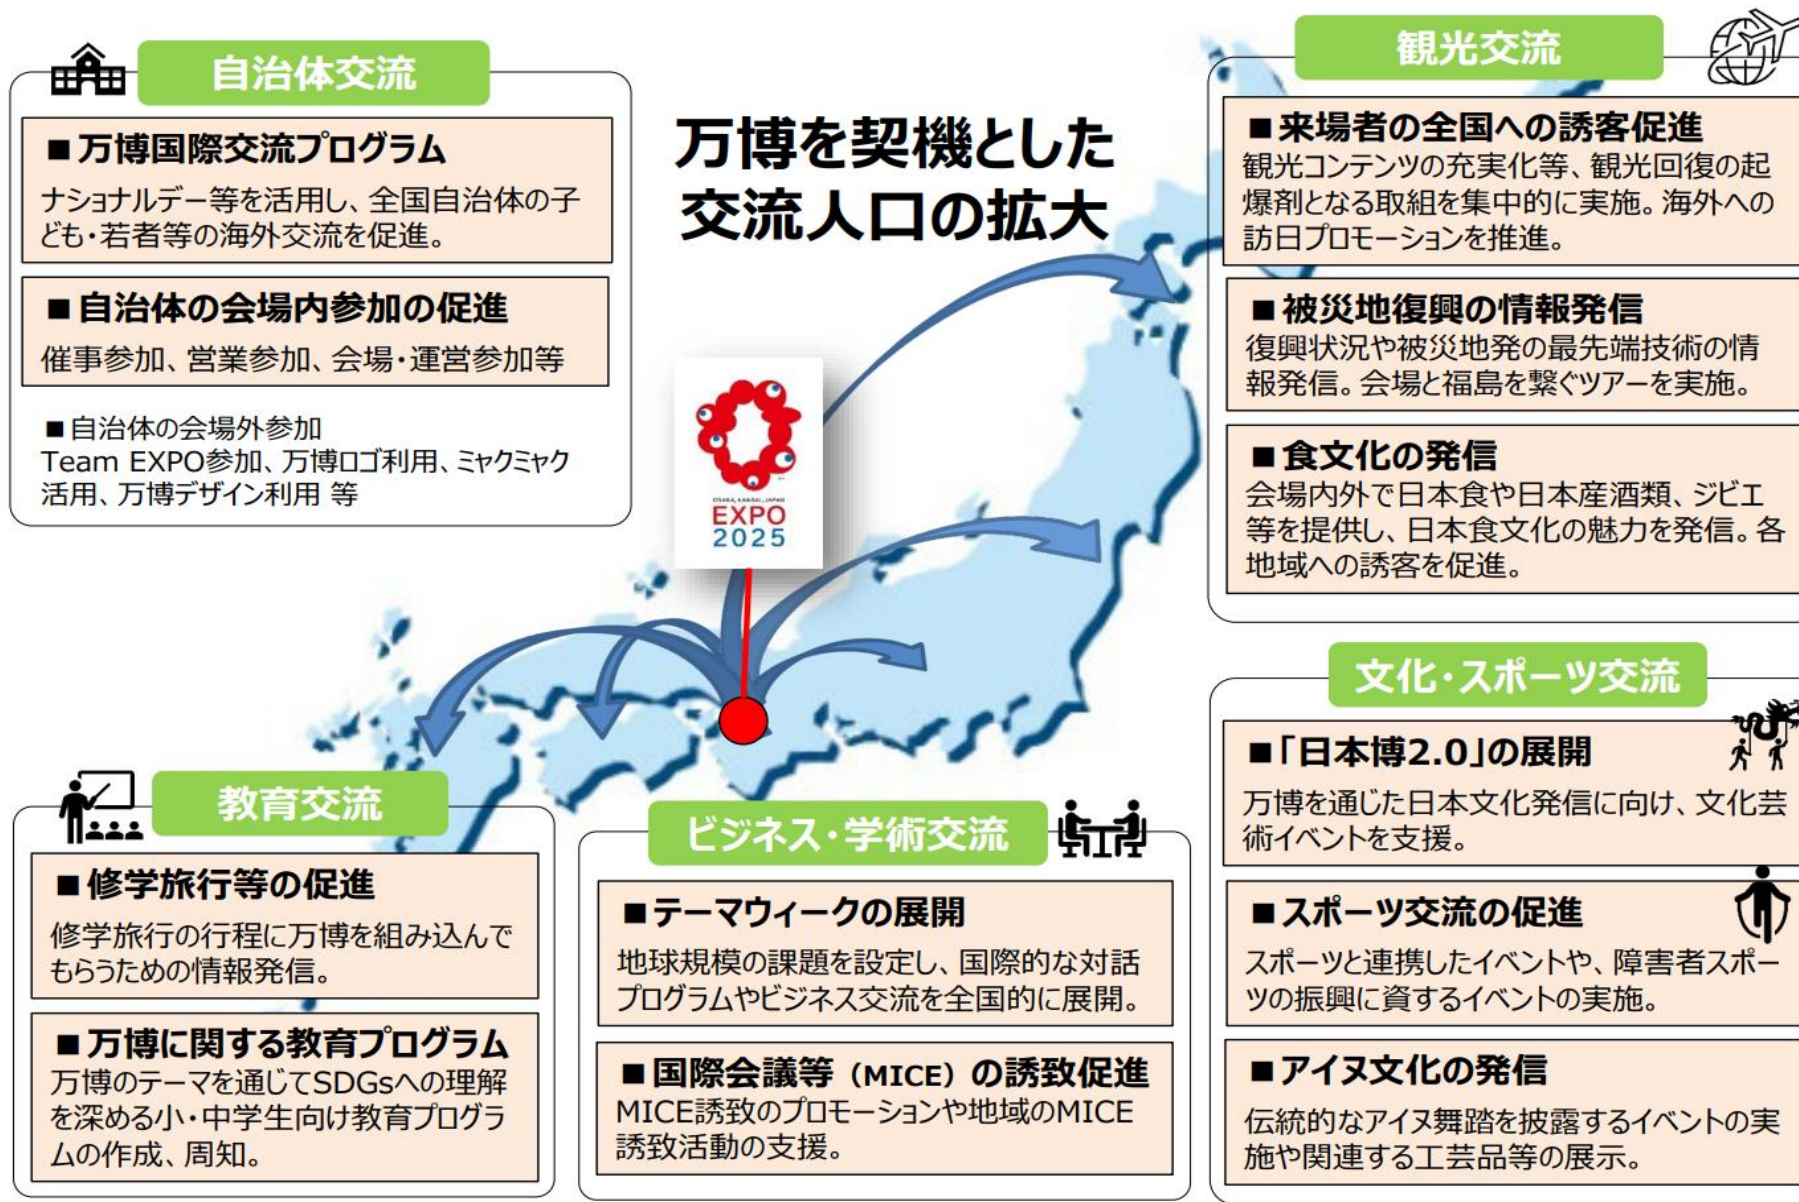 自治体交流
■万博国際交流プログラム
ナショナルデー等を活用し、全国自治体の子
ども・若者等の海外交流を促進。
■自治体の会場内参加の促進
催事参加、営業参加、会場・運営参加等
■自治体の会場外参加
Team EXPO参加、万博ロゴ利用、ミャクミャク
活用、万博デザイン利用 等
万博を契機とした
交流人口の拡大
OSAKA, KANSAI, JAPAN
EXPO
2025
観光交流
■来場者の全国への誘客促進
観光コンテンツの充実化等、観光回復の起
爆剤となる取組を集中的に実施。海外への
訪日プロモーションを推進。
■被災地復興の情報発信
復興状況や被災地発の最先端技術の情
報発信。会場と福島を繋ぐツアーを実施。
■食文化の発信
会場内外で日本食や日本産酒類、ジビエ
等を提供し、日本食文化の魅力を発信。各
地域への誘客を促進。
教育交流
■修学旅行等の促進
修学旅行の行程に万博を組み込んで
もらうための情報発信。
■万博に関する教育プログラム
万博のテーマを通じてSDGsへの理解
を深める小・中学生向け教育プログラ
ムの作成、周知。
ビジネス・学術交流
■テーマウィークの展開
地球規模の課題を設定し、国際的な対話
プログラムやビジネス交流を全国的に展開。
■国際会議等（MICE）の誘致促進
MICE誘致のプロモーションや地域のMICE
誘致活動の支援。
文化・スポーツ交流
■「日本博2.0」の展開
万博を通じた日本文化発信に向け、文化芸
術イベントを支援。
■スポーツ交流の促進
スポーツと連携したイベントや、障害者スポー
ツの振興に資するイベントの実施。
■アイヌ文化の発信
伝統的なアイヌ舞踏を披露するイベントの実
施や関連する工芸品等の展示。